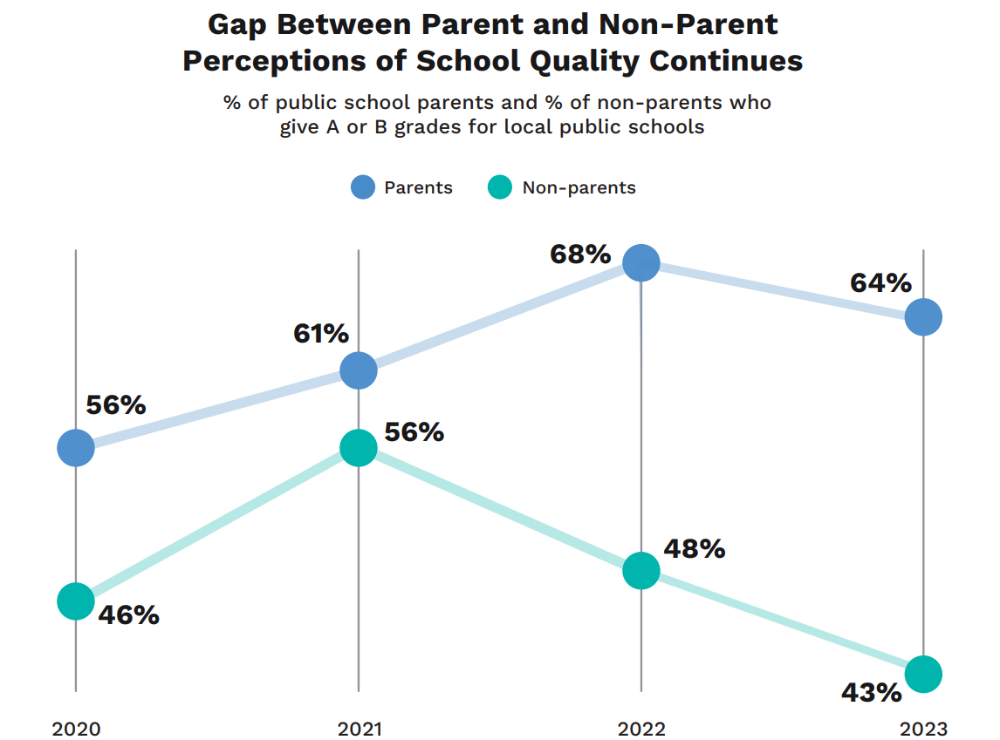 Gap Between Parent and Non-Parent
Perceptions of School Quality Continues
% of public school parents and % of non-parents who
give A or B grades for local public schools
Parents
Non-parents
68%
64%
61%
56%
56%
48%
46%
43%
2020
2021
2022
2023